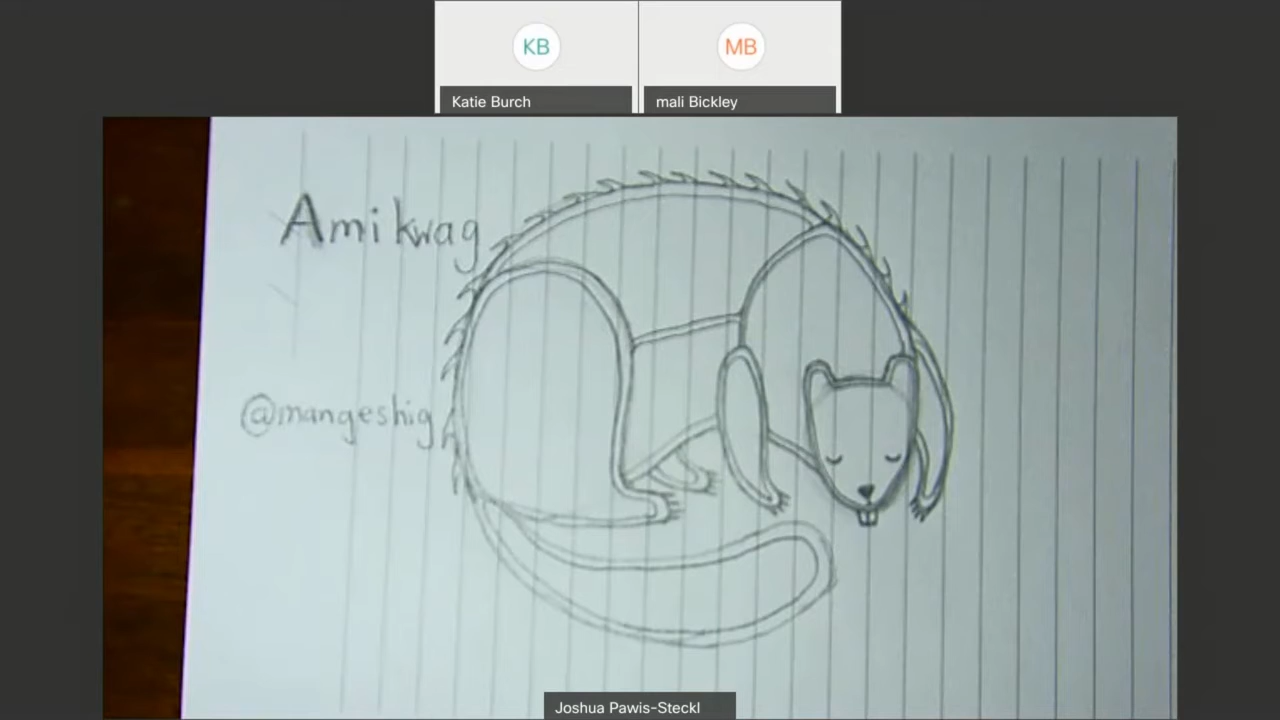 KB
MB
Katie Burch
mali Bickley
Amikwag
@mangeshig
Joshua Pawis-Steckl